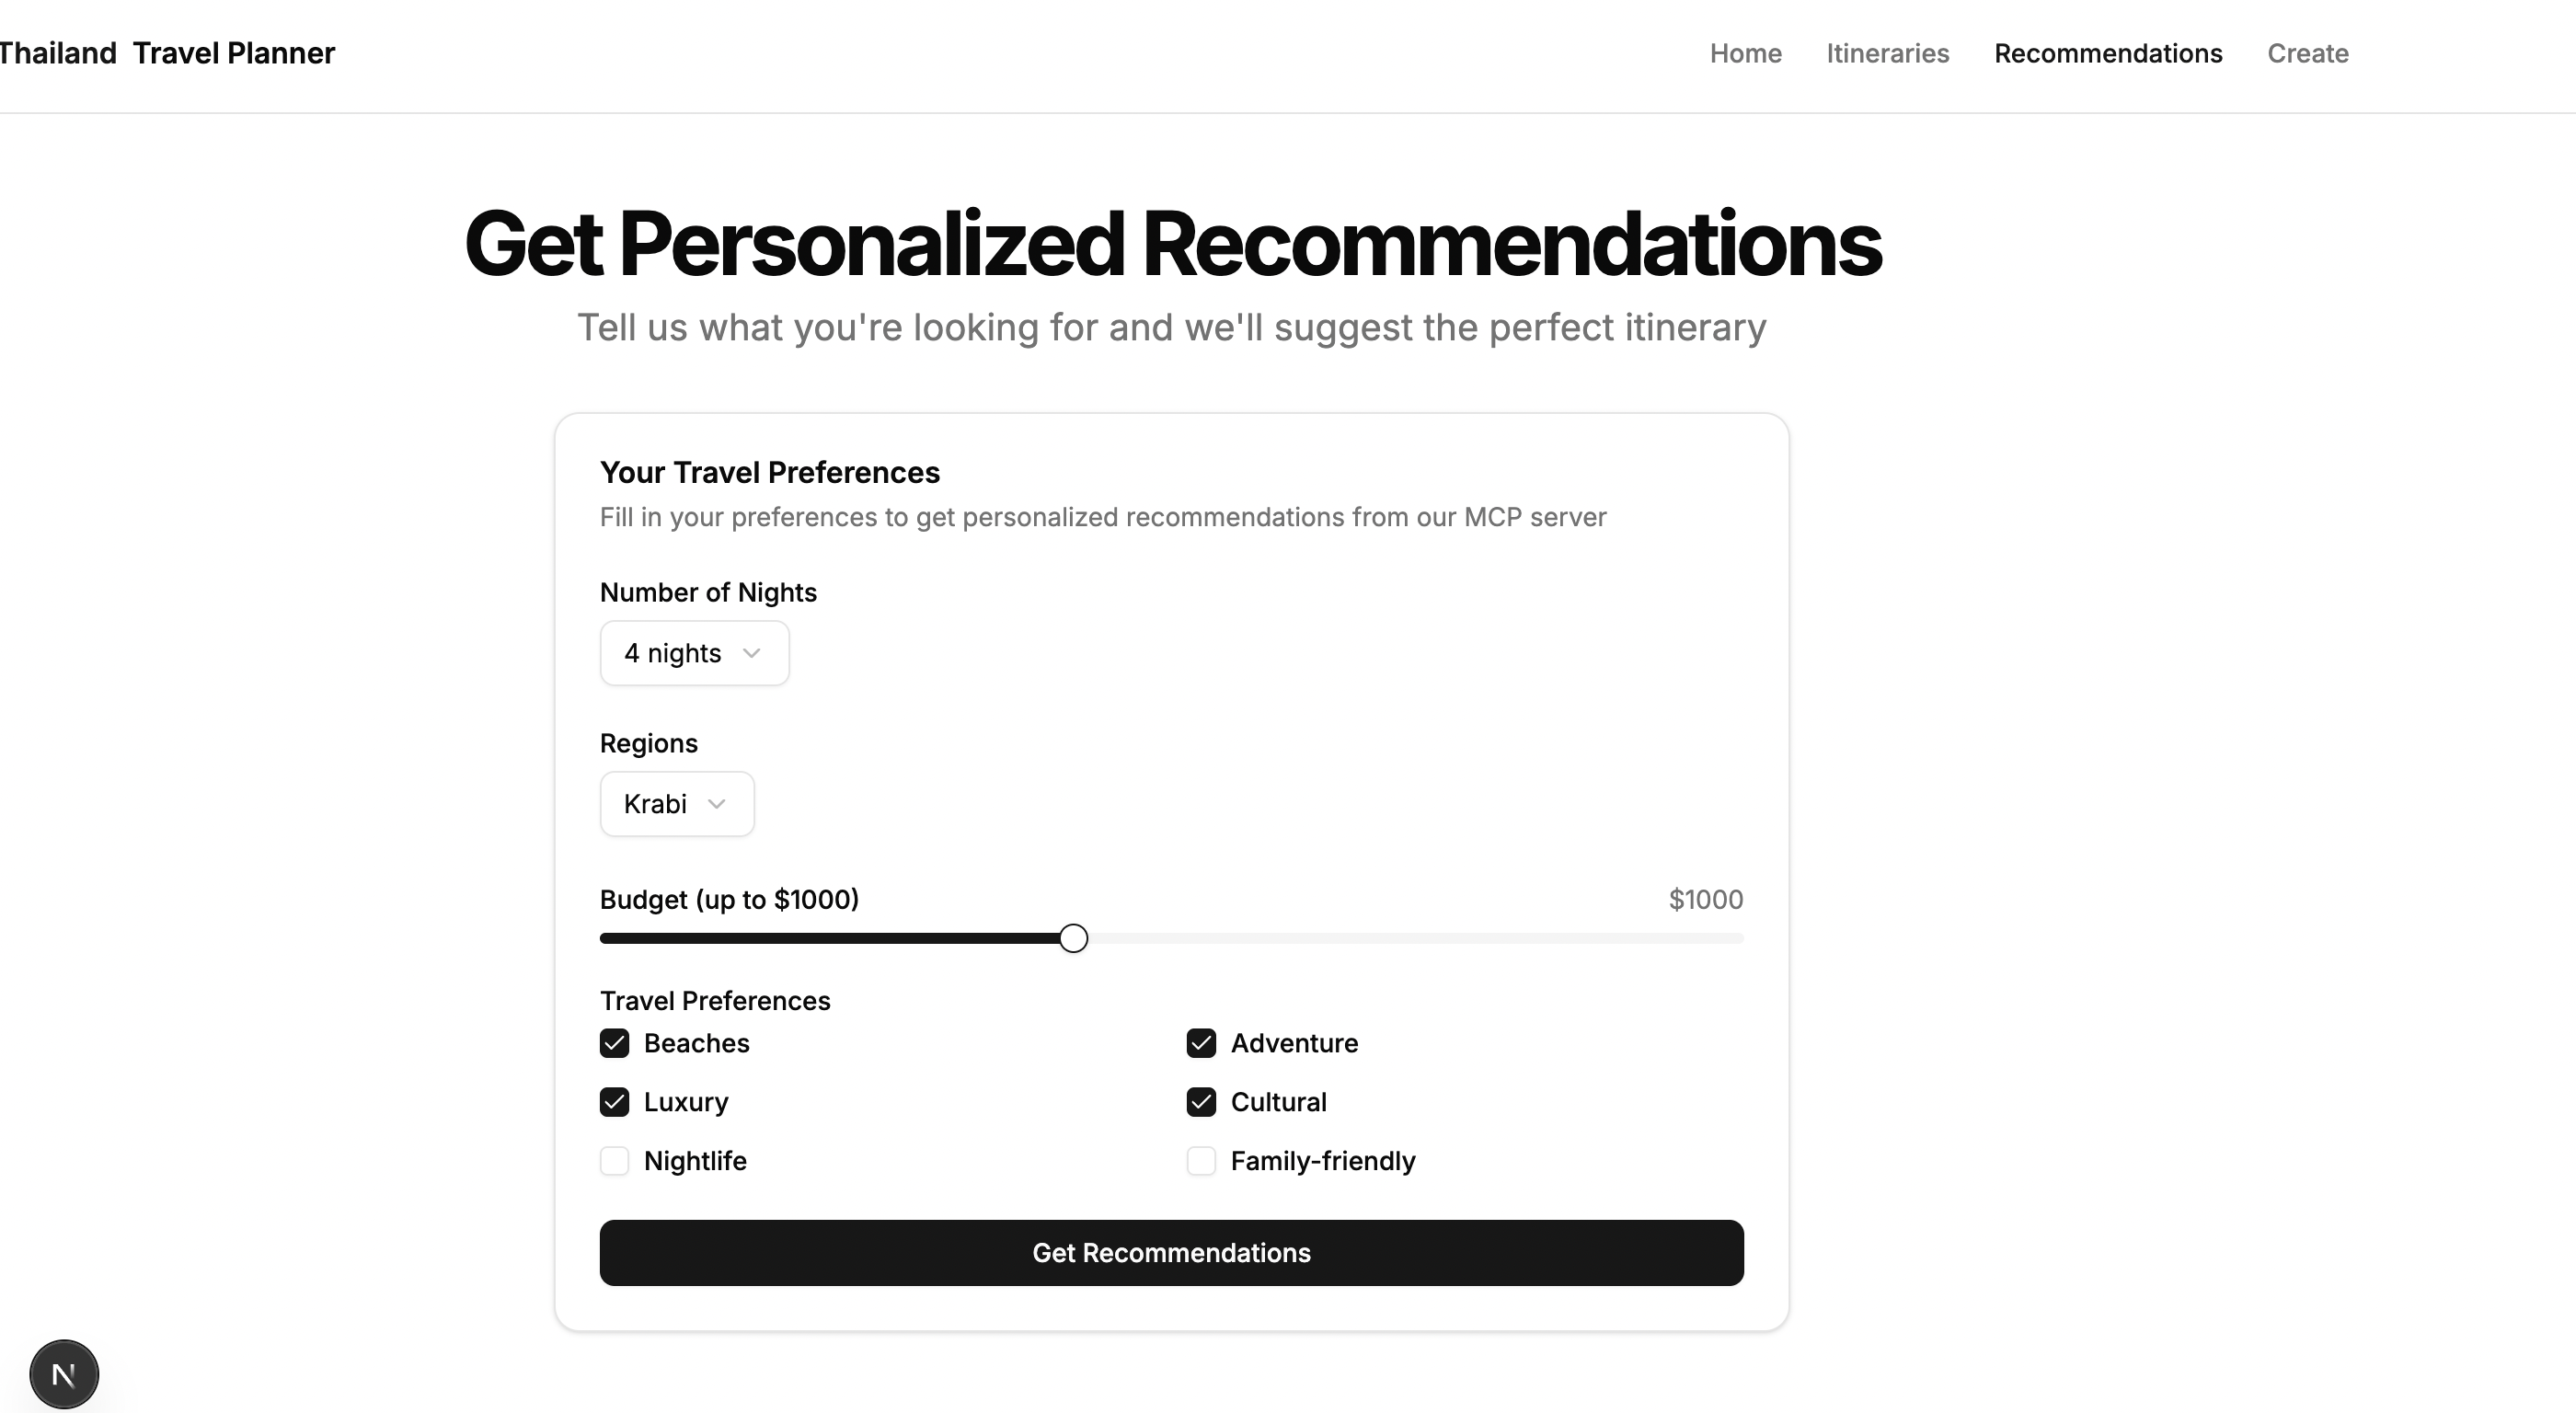 Thailand Travel Planner
Home Itineraries Recommendations Create
Get Personalized Recommendations
Tell us what you're looking for and we'll suggest the perfect itinerary
Your Travel Preferences
Fill in your preferences to get personalized recommendations from our MCP server
Number of Nights
4 nights
Regions
Krabi
Budget (up to $1000) $1000
Travel Preferences
Beaches Adventure
Luxury Cultural
Nightlife Family-friendly
Get Recommendations
N